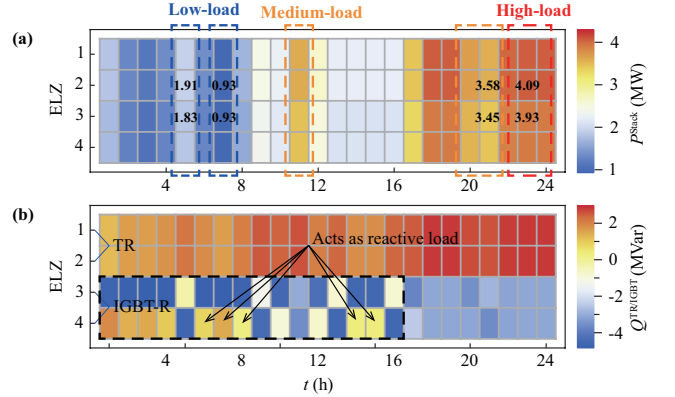 Low-load Medium-load High-load
(a)
1
2
3
4
ELZ
1.91 0.93 3.58 4.09
1.83 0.93 3.45 3.93
4 8 12 16 20 24
4
3
2
1
P^Stack (MW)
(b)
1
2
3
4
ELZ
TR
Acts as reactive load
IGBT-R
4 8 12 16 20 24
t (h)
2
0
-2
-4
Q^TR/IGBT (MVar)